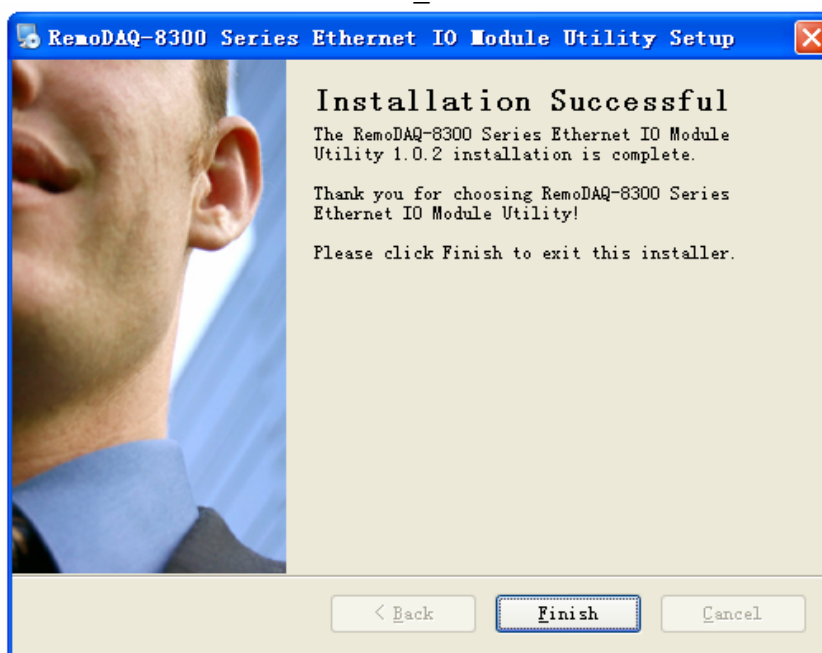 RemoDAQ-8300 Series Ethernet IO Module Utility Setup
Installation Successful
The RemoDAQ-8300 Series Ethernet IO Module
Utility 1.0.2 installation is complete.
Thank you for choosing RemoDAQ-8300 Series
Ethernet IO Module Utility!
Please click Finish to exit this installer.
< Back Finish Cancel